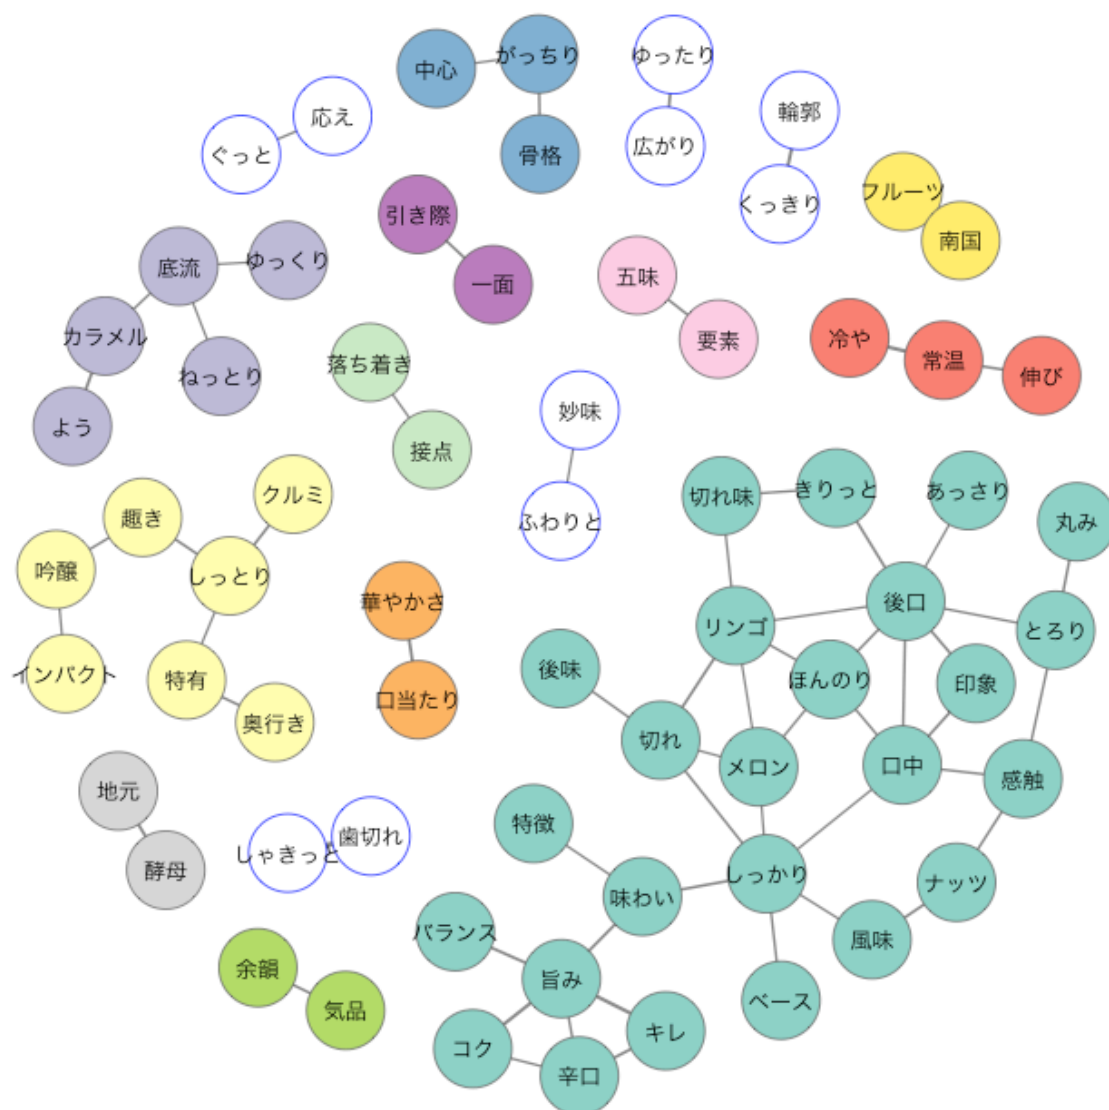 中心
がっちり
ゆったり
応え
輪郭
ぐっと
骨格
広がり
くっきり
フルーツ
引き際
南国
底流
ゆっくり
一面
五味
カラメル
要素
冷や
常温
伸び
落ち着き
ねっとり
よう
接点
妙味
クルミ
切れ味
きりっと
あっさり
趣き
ふわりと
丸み
吟醸
しっとり
華やかさ
リンゴ
後口
とろり
インパクト
特有
後味
ほんのり
印象
奥行き
口当たり
切れ
メロン
口中
感触
地元
特徴
酵母
しゃきっと
歯切れ
しっかり
味わい
ナッツ
バランス
風味
余韻
旨み
気品
ベース
コク
キレ
辛口